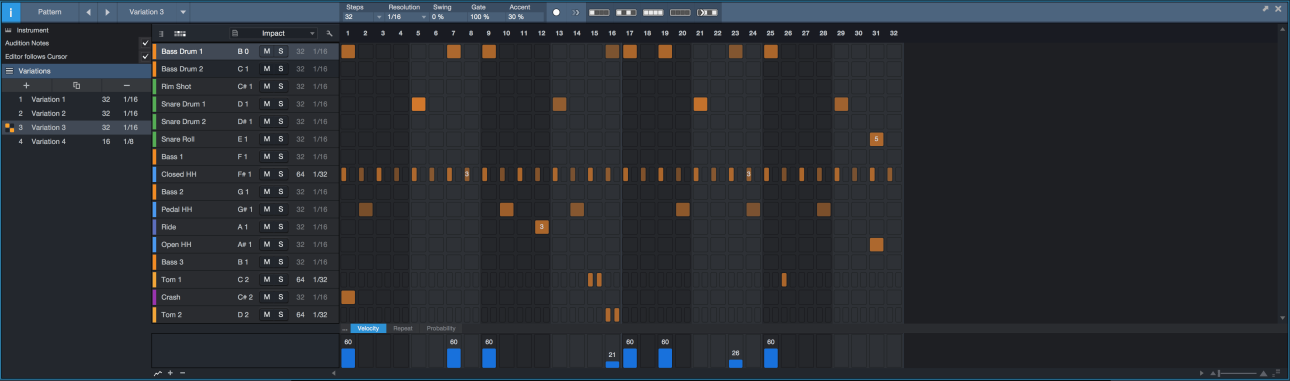 i Pattern Variation 3 Steps Resolution Swing Gate Accent
32 1/16 0 % 100 % 30 %
Instrument Impact 1 2 3 4 5 6 7 8 9 10 11 12 13 14 15 16 17 18 19 20 21 22 23 24 25 26 27 28 29 30 31 32
Audition Notes
Editor follows Cursor
Variations
1 Variation 1 32 1/16
2 Variation 2 32 1/16
3 Variation 3 32 1/16
4 Variation 4 16 1/8
Bass Drum 1 B 0 M S 32 1/16
Bass Drum 2 C 1 M S 32 1/16
Rim Shot C# 1 M S 32 1/16
Snare Drum 1 D 1 M S 32 1/16
Snare Drum 2 D# 1 M S 32 1/16
Snare Roll E 1 M S 32 1/16 5
Bass 1 F 1 M S 32 1/16
Closed HH F# 1 M S 64 1/32 3 3
Bass 2 G 1 M S 32 1/16
Pedal HH G# 1 M S 32 1/16
Ride A 1 M S 32 1/16 3
Open HH A# 1 M S 32 1/16
Bass 3 B 1 M S 32 1/16
Tom 1 C 2 M S 64 1/32
Crash C# 2 M S 32 1/16
Tom 2 D 2 M S 64 1/32
... Velocity Repeat Probability
60 60 60 21 60 60 26 60